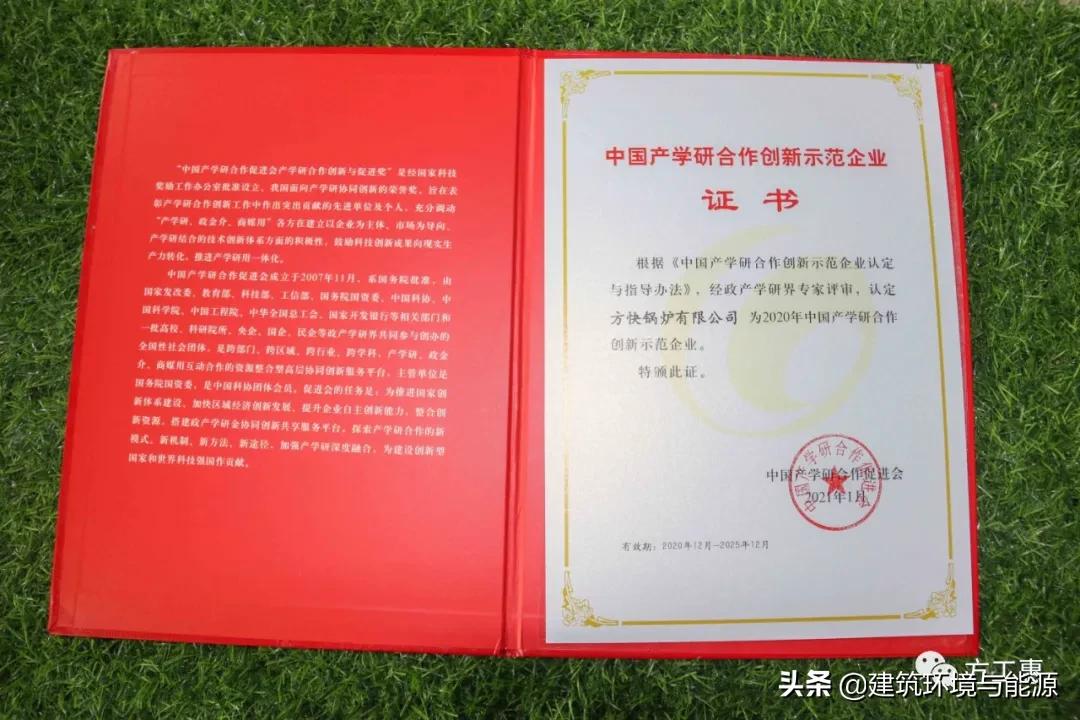 “中国产学研合作促进会产学研合作创新与促进奖”是经国家科技
奖励工作办公室批准设立、我国面向产学研协同创新的荣誉奖，旨在表
彰产学研合作创新工作中作出突出贡献的先进单位及个人，充分调动
“产学研、政金介、商媒用”各方在建立以企业为主体、市场为导向、
产学研结合的技术创新体系方面的积极性，鼓励科技创新成果向现实生
产力转化，推进产学研用一体化。
中国产学研合作促进会成立于2007年11月，系国务院批准，由
国家发改委、教育部、科技部、工信部、国务院国资委、中国科协、中
国科学院、中国工程院、中华全国总工会、国家开发银行等相关部门和
一批高校、科研院所、央企、国企、民企等政产学研界共同参与创办的
全国性社会团体，是跨部门、跨区域、跨行业、跨学科，产学研、政金
介、商媒用互动合作的资源整合型高层协同创新服务平台，主管单位是
国务院国资委，是中国科协团体会员。促进会的任务是：为推进国家创
新体系建设、加快区域经济创新发展、提升企业自主创新能力，整合创
新资源，搭建政产学研金协同创新共享服务平台，探索产学研合作的新
模式、新机制、新方法、新途径，加强产学研深度融合，为建设创新型
国家和世界科技强国作贡献。
中国产学研合作创新示范企业
证书
根据《中国产学研合作创新示范企业认定
与指导办法》，经政产学研界专家评审，认定
方快锅炉有限公司 为2020年中国产学研合作
创新示范企业。
特颁此证。
中国产学研合作促进会
2021年1月
中国产学研合作促进会
有效期：2020年12月—2025年12月
方工惠
头条 @建筑环境与能源